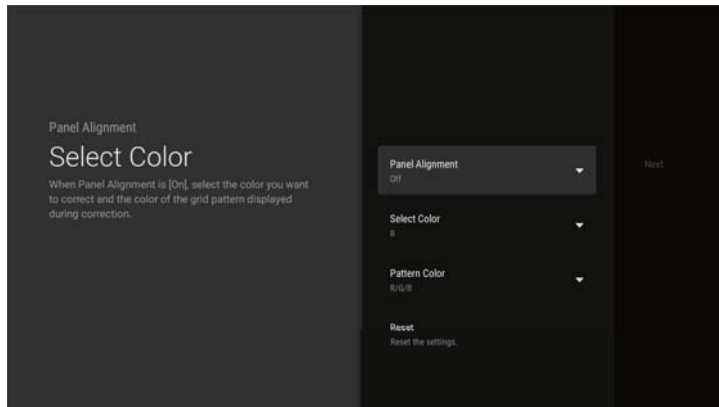 Panel Alignment
Select Color
When Panel Alignment is [On], select the color you want
to correct and the color of the grid pattern displayed
during correction.
Panel Alignment
Off
Select Color
R
Pattern Color
R/G/B
Reset
Reset the settings.
Next